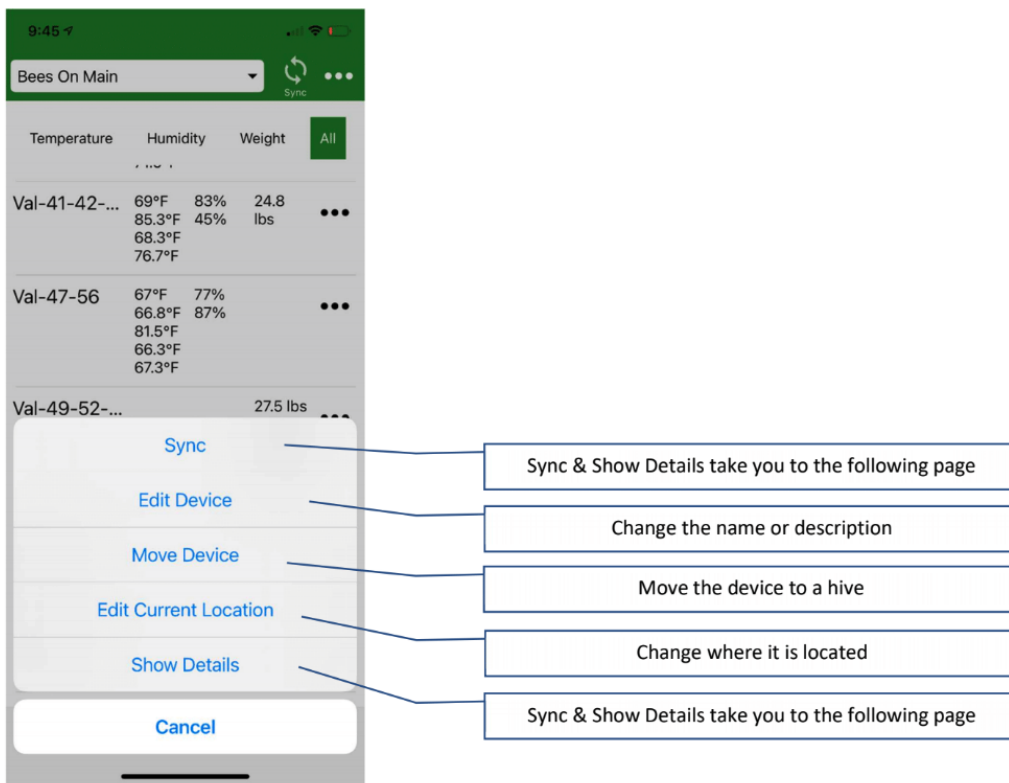 9:45
Bees On Main
Sync
Temperature Humidity Weight All
Val-41-42-... 69°F 83% 24.8
85.3°F 45% lbs
68.3°F
76.7°F
Val-47-56 67°F 77%
66.8°F 87%
81.5°F
66.3°F
67.3°F
Val-49-52-... 27.5 lbs
Sync
Edit Device
Move Device
Edit Current Location
Show Details
Cancel
Sync & Show Details take you to the following page
Change the name or description
Move the device to a hive
Change where it is located
Sync & Show Details take you to the following page